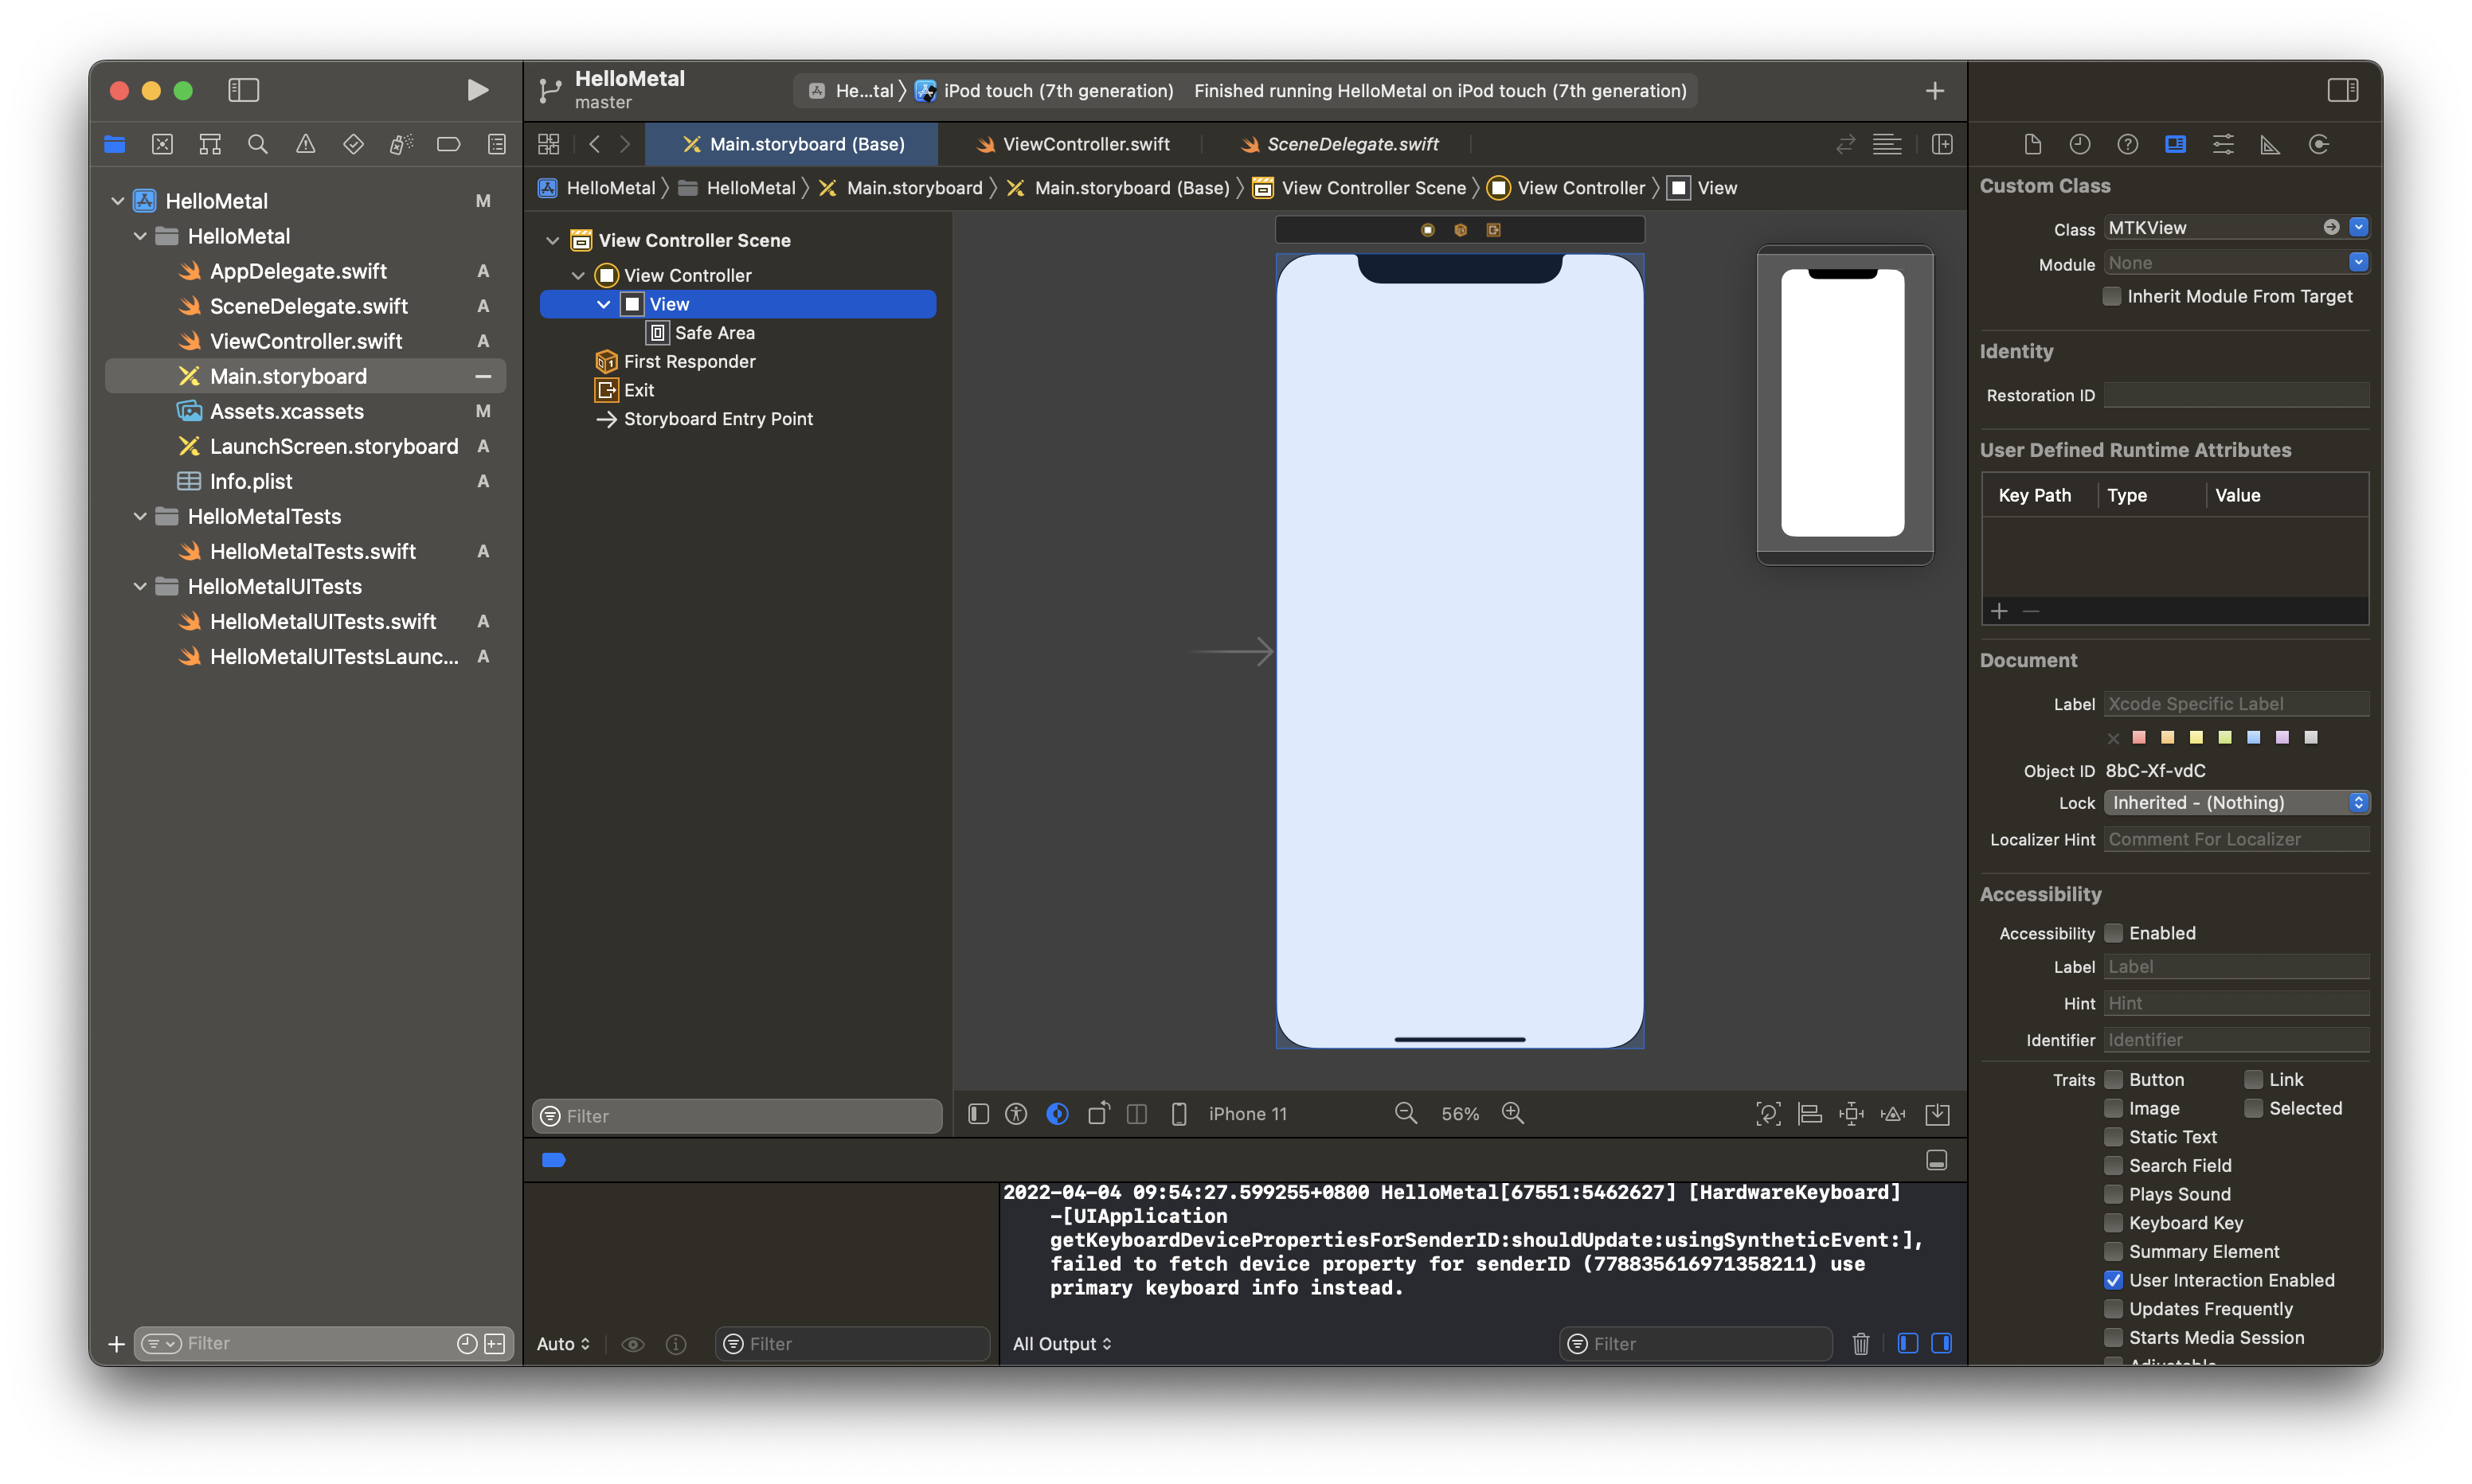 HelloMetal
master
He...tal
iPod touch (7th generation)
Finished running HelloMetal on iPod touch (7th generation)
Main.storyboard (Base)
ViewController.swift
SceneDelegate.swift
HelloMetal
HelloMetal
Main.storyboard
Main.storyboard (Base)
View Controller Scene
View Controller
View
HelloMetal M
HelloMetal
AppDelegate.swift A
SceneDelegate.swift A
ViewController.swift A
Main.storyboard –
Assets.xcassets M
LaunchScreen.storyboard A
Info.plist A
HelloMetalTests
HelloMetalTests.swift A
HelloMetalUITests
HelloMetalUITests.swift A
HelloMetalUITestsLaunc... A
Filter
View Controller Scene
View Controller
View
Safe Area
First Responder
Exit
Storyboard Entry Point
Filter
iPhone 11
56%
2022-04-04 09:54:27.599255+0800 HelloMetal[67551:5462627] [HardwareKeyboard]
-[UIApplication
getKeyboardDevicePropertiesForSenderID:shouldUpdate:usingSyntheticEvent:],
failed to fetch device property for senderID (778835616971358211) use
primary keyboard info instead.
Auto
Filter
All Output
Filter
Custom Class
Class MTKView
Module None
Inherit Module From Target
Identity
Restoration ID
User Defined Runtime Attributes
Key Path Type Value
Document
Label Xcode Specific Label
Object ID 8bC-Xf-vdC
Lock Inherited - (Nothing)
Localizer Hint Comment For Localizer
Accessibility
Accessibility Enabled
Label Label
Hint Hint
Identifier Identifier
Traits Button Link
Image Selected
Static Text
Search Field
Plays Sound
Keyboard Key
Summary Element
User Interaction Enabled
Updates Frequently
Starts Media Session